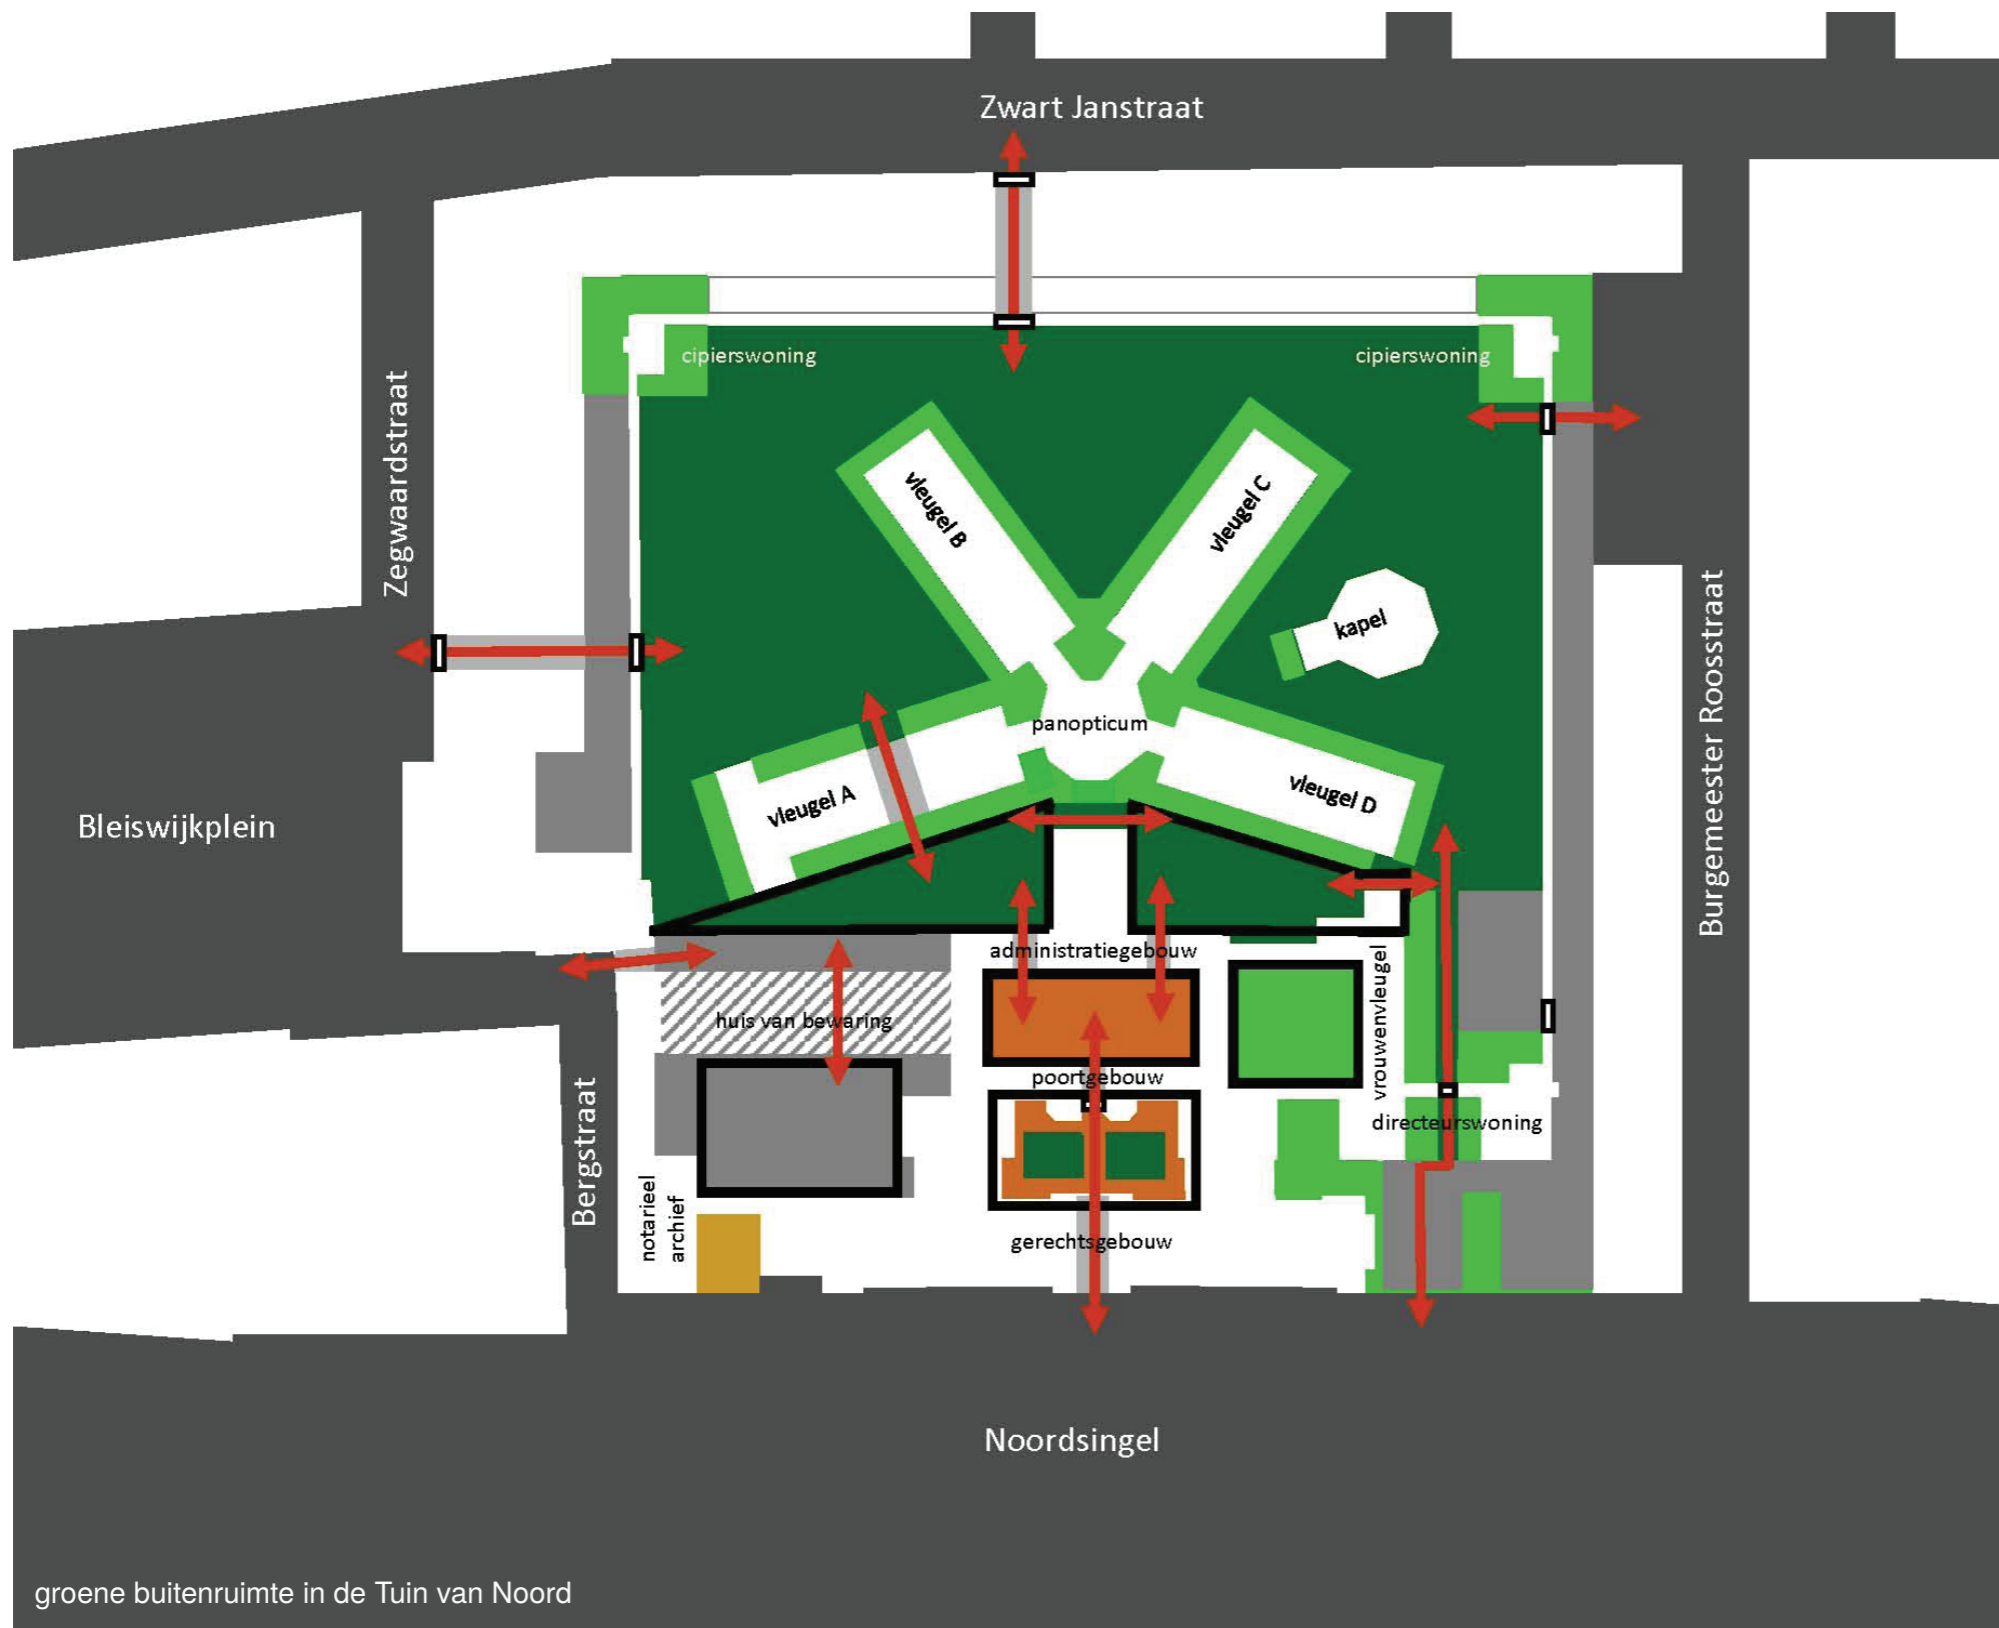 Zwart Janstraat
cipierswoning
cipierswoning
Zegwaardstraat
vleugel B
vleugel C
kapel
Burgemeester Roosstraat
panopticum
vleugel A
vleugel D
Bleiswijkplein
administratiegebouw
huis van bewaring
vrouwenvleugel
poortgebouw
directeurswoning
Bergstraat
notarieel
archief
gerechtsgebouw
Noordsingel
groene buitenruimte in de Tuin van Noord